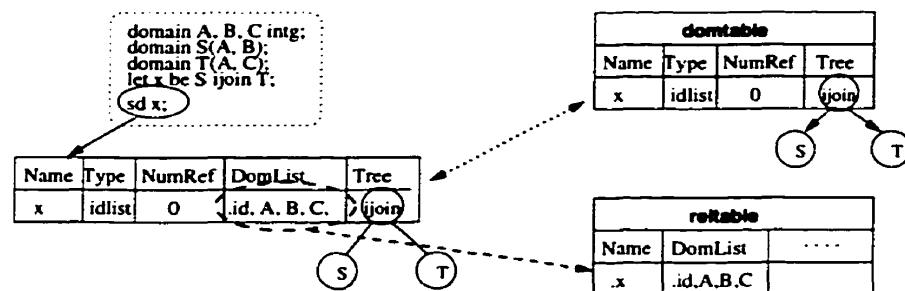 domain A, B, C intg;
domain S(A, B);
domain T(A, C);
let x be S ijoin T;
sd x;
Name Type NumRef DomList Tree
x idlist 0 .id, A, B, C, ijoin
S T
domtable
Name Type NumRef Tree
x idlist 0 ijoin
S T
reltable
Name DomList ....
.x .id,A,B,C